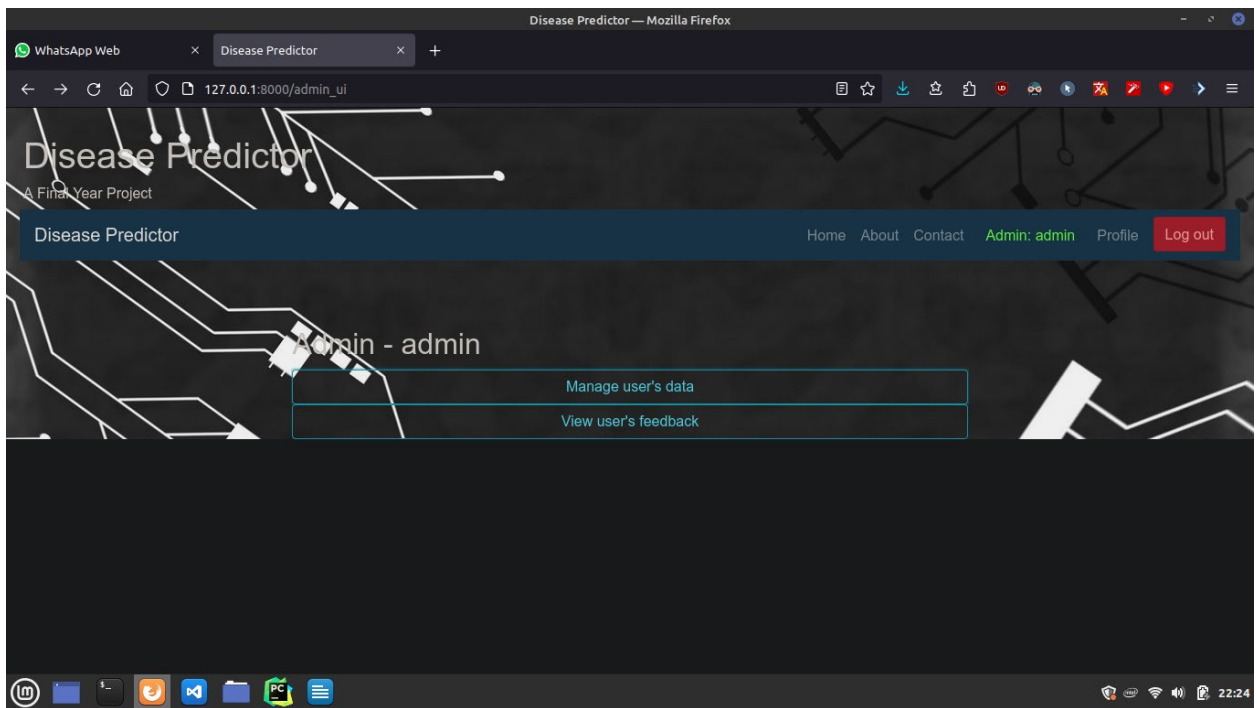 Disease Predictor — Mozilla Firefox
WhatsApp Web
Disease Predictor
127.0.0.1:8000/admin_ui
Disease Predictor
A Final Year Project
Disease Predictor
Home About Contact Admin: admin Profile Log out
Admin - admin
Manage user's data
View user's feedback
22:24